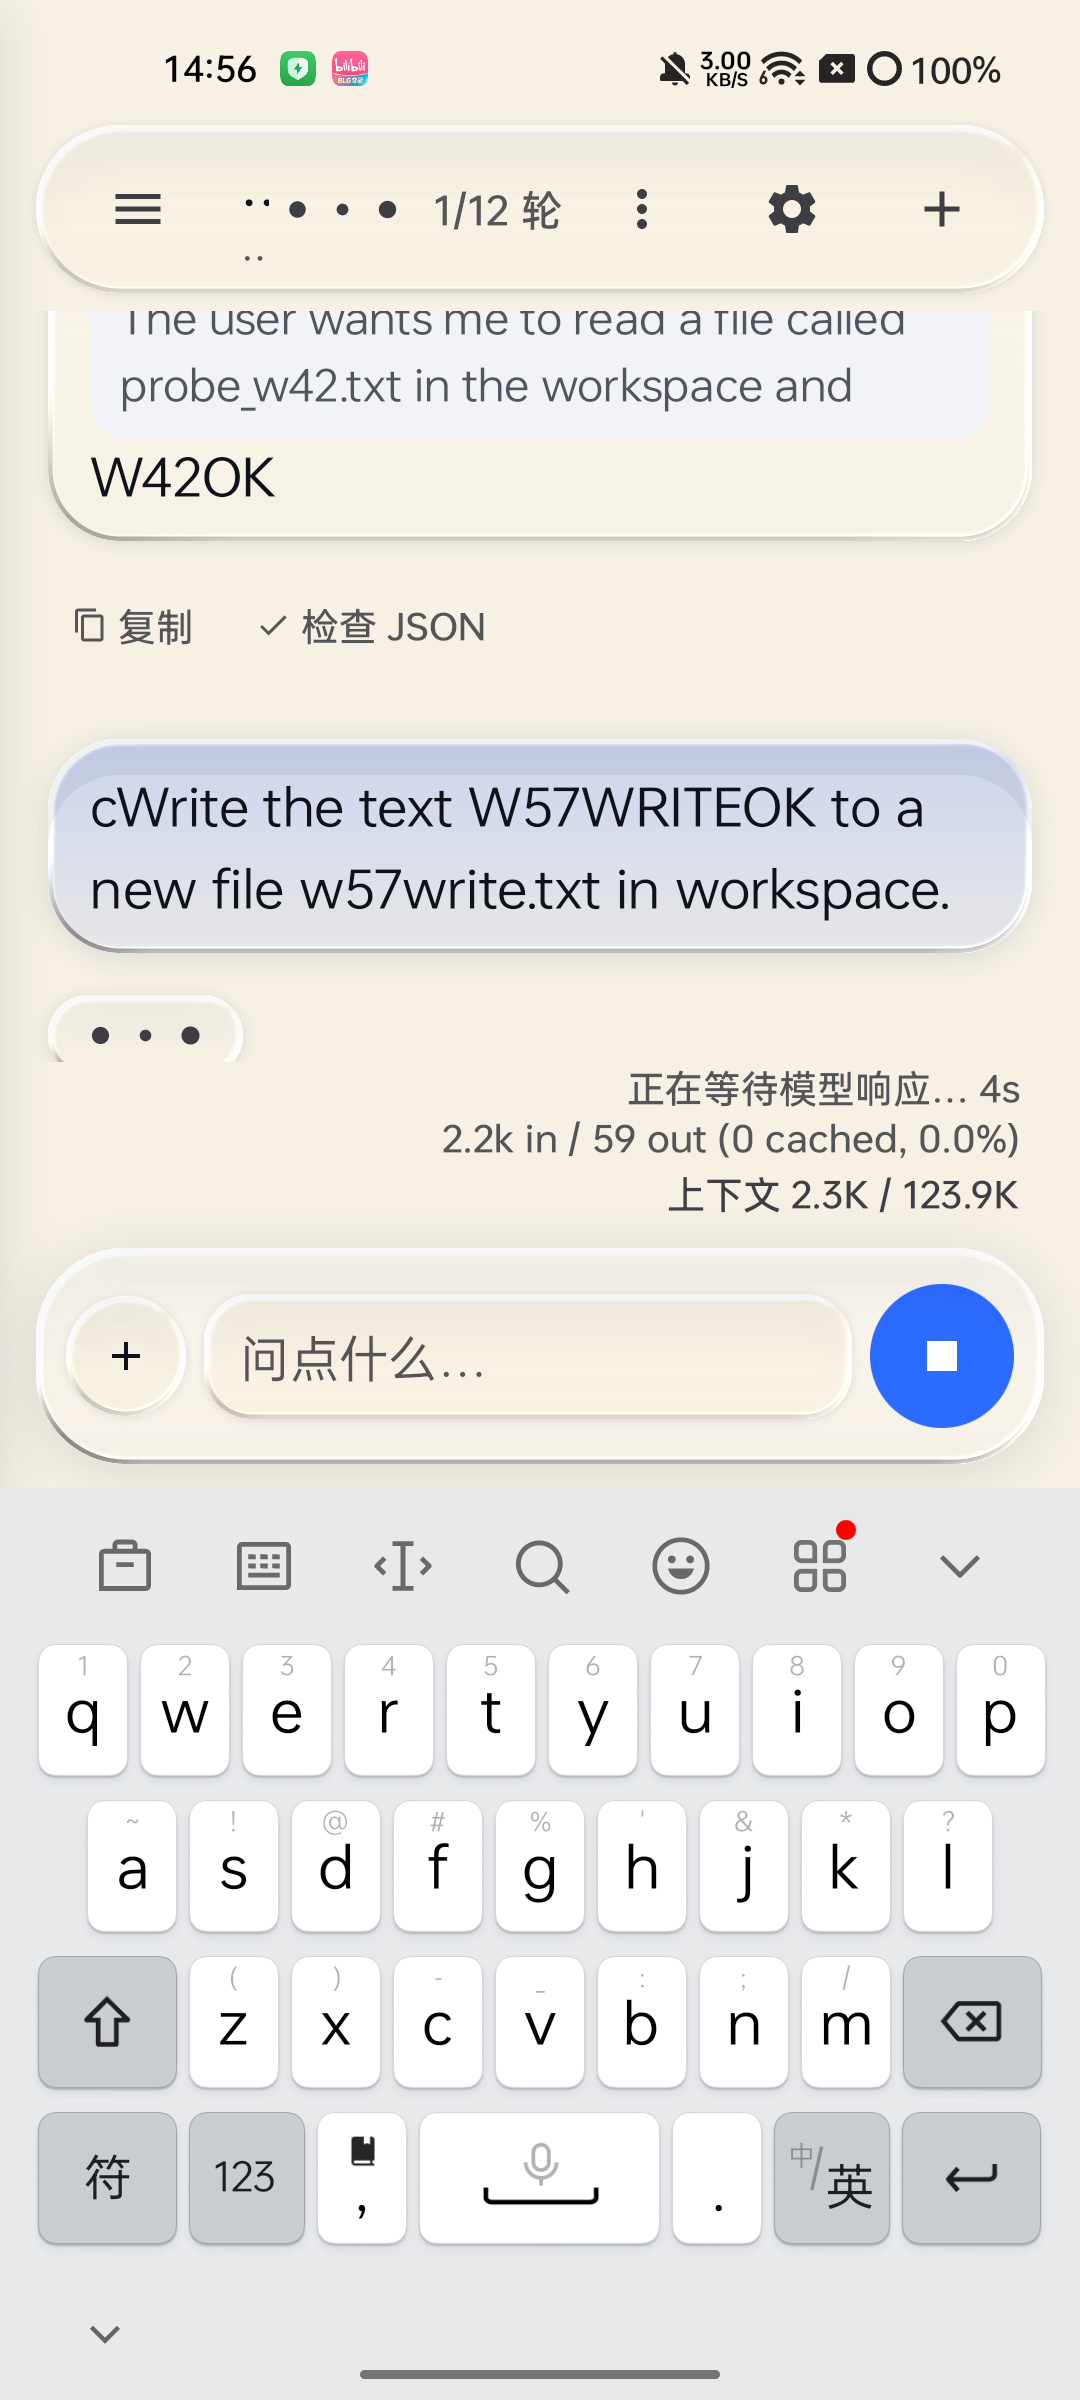 14:56
3.00
KB/S
6
100%
1/12 轮
The user wants me to read a file called
probe_w42.txt in the workspace and
W42OK
复制
检查 JSON
cWrite the text W57WRITEOK to a
new file w57write.txt in workspace.
正在等待模型响应... 4s
2.2k in / 59 out (0 cached, 0.0%)
上下文 2.3K / 123.9K
问点什么...
1 2 3 4 5 6 7 8 9 0
q w e r t y u i o p
~ ! @ # % ' & * ?
a s d f g h j k l
( ) - _ : ; /
z x c v b n m
符 123 , . 中/英